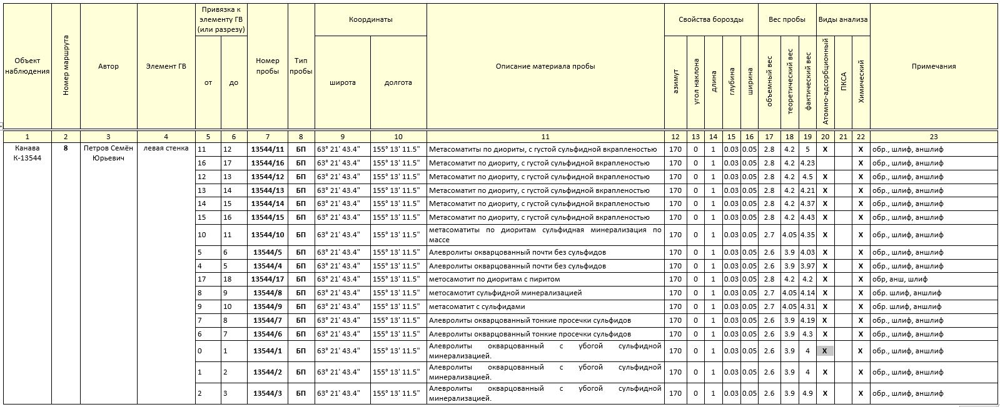 Объект наблюдения | Номер маршрута | Автор | Элемент ГВ | Привязка к элементу ГВ (или разрезу) | Номер пробы | Тип пробы | Координаты | Описание материала пробы | Свойства борозды | Вес пробы | Виды анализа | Примечания
от | до | широта | долгота | азимут | угол наклона | длина | глубина | ширина | объемный вес | теоретический вес | фактический вес | Атомно-адсорбционный | ПКСА | Химический
1 | 2 | 3 | 4 | 5 | 6 | 7 | 8 | 9 | 10 | 11 | 12 | 13 | 14 | 15 | 16 | 17 | 18 | 19 | 20 | 21 | 22 | 23
Канава К-13544 | 8 | Петров Семён Юрьевич | левая стенка | 11 | 12 | 13544/11 | БП | 63° 21' 43.4" | 155° 13' 11.5" | Метасоматиты по диориты, с густой сульфидной вкрапленостью | 170 | 0 | 1 | 0.03 | 0.05 | 2.8 | 4.2 | 5 | X | X | обр., шлиф, аншлиф
16 | 17 | 13544/16 | БП | 63° 21' 43.4" | 155° 13' 11.5" | Метасоматит по диориту, с густой сульфидной вкрапленостью | 170 | 0 | 1 | 0.03 | 0.05 | 2.8 | 4.2 | 4.23 | X | обр., шлиф, аншлиф
12 | 13 | 13544/12 | БП | 63° 21' 43.4" | 155° 13' 11.5" | Метасоматит по диориту, с густой сульфидной вкрапленостью | 170 | 0 | 1 | 0.03 | 0.05 | 2.8 | 4.2 | 4.5 | X | X | обр., шлиф, аншлиф
13 | 14 | 13544/13 | БП | 63° 21' 43.4" | 155° 13' 11.5" | Метасоматит по диориту, с густой сульфидной вкрапленостью | 170 | 0 | 1 | 0.03 | 0.05 | 2.8 | 4.2 | 4.21 | X | X | обр., шлиф, аншлиф
14 | 15 | 13544/14 | БП | 63° 21' 43.4" | 155° 13' 11.5" | Метасоматит по диориту, с густой сульфидной вкрапленостью | 170 | 0 | 1 | 0.03 | 0.05 | 2.8 | 4.2 | 4.37 | X | X | обр., шлиф, аншлиф
15 | 16 | 13544/15 | БП | 63° 21' 43.4" | 155° 13' 11.5" | Метасоматит по диориту, с густой сульфидной вкрапленостью | 170 | 0 | 1 | 0.03 | 0.05 | 2.8 | 4.2 | 4.43 | X | X | обр., шлиф, аншлиф
10 | 11 | 13544/10 | БП | 63° 21' 43.4" | 155° 13' 11.5" | метасоматиты по диоритам сульфидная минерализация по массе | 170 | 0 | 1 | 0.03 | 0.05 | 2.7 | 4.05 | 4.35 | X | X | обр., шлиф, аншлиф
5 | 6 | 13544/5 | БП | 63° 21' 43.4" | 155° 13' 11.5" | Алевролиты окварцованный почти без сульфидов | 170 | 0 | 1 | 0.03 | 0.05 | 2.6 | 3.9 | 4.03 | X | X | обр., шлиф, аншлиф
4 | 5 | 13544/4 | БП | 63° 21' 43.4" | 155° 13' 11.5" | Алевролиты окварцованный почти без сульфидов | 170 | 0 | 1 | 0.03 | 0.05 | 2.6 | 3.9 | 3.97 | X | X | обр., шлиф, аншлиф
17 | 18 | 13544/17 | БП | 63° 21' 43.4" | 155° 13' 11.5" | метосамотит по диоритам с пиритом | 170 | 0 | 1 | 0.03 | 0.05 | 2.8 | 4.2 | 4.2 | X | X | обр, анш, шлиф
8 | 9 | 13544/8 | БП | 63° 21' 43.4" | 155° 13' 11.5" | метосамотит сульфидной минерализацией | 170 | 0 | 1 | 0.03 | 0.05 | 2.7 | 4.05 | 4.14 | X | X | обр. шлиф, аншлиф
9 | 10 | 13544/9 | БП | 63° 21' 43.4" | 155° 13' 11.5" | метасоматит с сульфидами | 170 | 0 | 1 | 0.03 | 0.05 | 2.7 | 4.05 | 4.31 | X | X | обр. шлиф, аншлиф
7 | 8 | 13544/7 | БП | 63° 21' 43.4" | 155° 13' 11.5" | Алевролиты окварцованный тонкие просечки сульфидов | 170 | 0 | 1 | 0.03 | 0.05 | 2.6 | 3.9 | 4.19 | X | X | обр., шлиф, аншлиф
6 | 7 | 13544/6 | БП | 63° 21' 43.4" | 155° 13' 11.5" | Алевролиты окварцованный тонкие просечки сульфидов | 170 | 0 | 1 | 0.03 | 0.05 | 2.6 | 3.9 | 4.3 | X | X | обр., шлиф, аншлиф
0 | 1 | 13544/1 | БП | 63° 21' 43.4" | 155° 13' 11.5" | Алевролиты окварцованный с убогой сульфидной минерализацией. | 170 | 0 | 1 | 0.03 | 0.05 | 2.6 | 3.9 | 4 | X | X | обр., шлиф, аншлиф
1 | 2 | 13544/2 | БП | 63° 21' 43.4" | 155° 13' 11.5" | Алевролиты окварцованный с убогой сульфидной минерализацией. | 170 | 0 | 1 | 0.03 | 0.05 | 2.6 | 3.9 | 4 | X | X | обр., шлиф, аншлиф
2 | 3 | 13544/3 | БП | 63° 21' 43.4" | 155° 13' 11.5" | Алевролиты окварцованный с убогой сульфидной минерализацией. | 170 | 0 | 1 | 0.03 | 0.05 | 2.6 | 3.9 | 4.9 | X | X | обр., шлиф, аншлиф